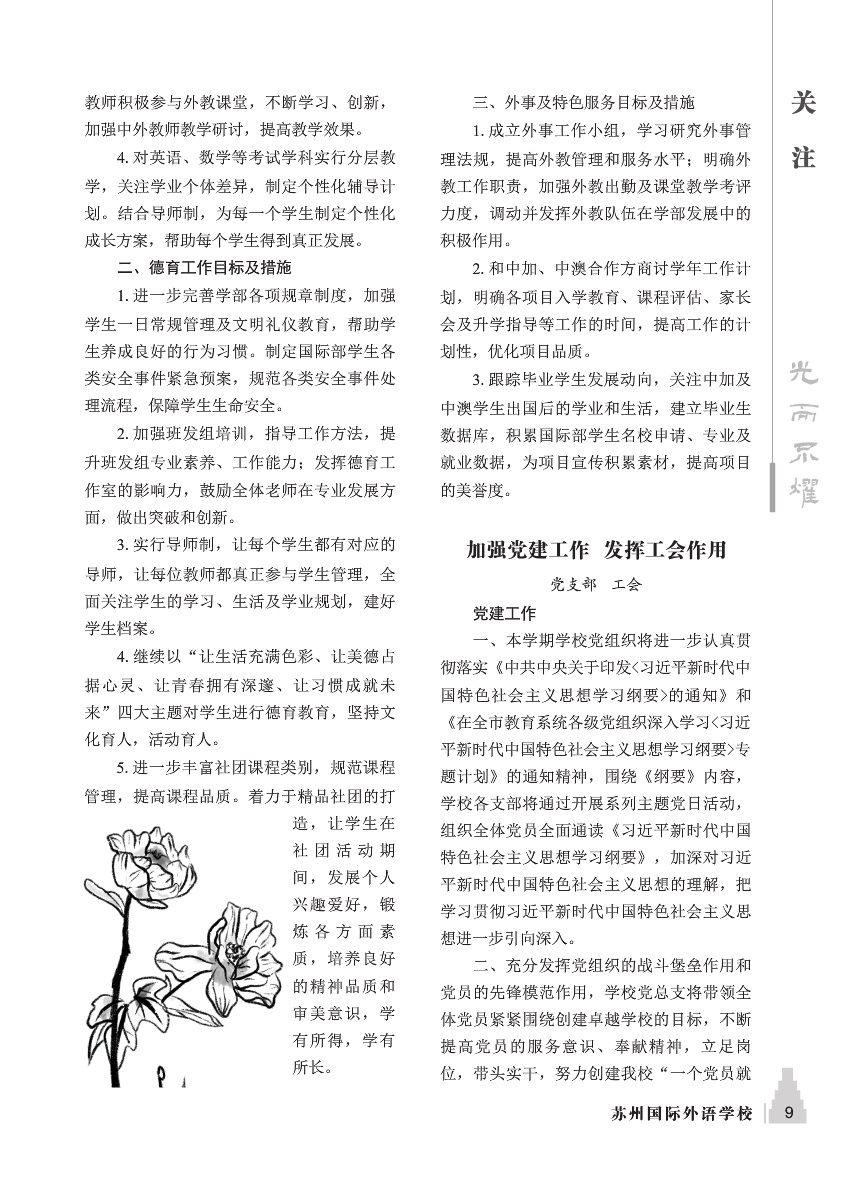 教师积极参与外教课堂，不断学习、创新，
加强中外教师教学研讨，提高教学效果。
4. 对英语、数学等考试学科实行分层教
学，关注学业个体差异，制定个性化辅导计
划。结合导师制，为每一个学生制定个性化
成长方案，帮助每个学生得到真正发展。
二、德育工作目标及措施
1. 进一步完善学部各项规章制度，加强
学生一日常规管理及文明礼仪教育，帮助学
生养成良好的行为习惯。制定国际部学生各
类安全事件紧急预案，规范各类安全事件处
理流程，保障学生生命安全。
2. 加强班发组培训，指导工作方法，提
升班发组专业素养、工作能力；发挥德育工
作室的影响力，鼓励全体老师在专业发展方
面，做出突破和创新。
3. 实行导师制，让每个学生都有对应的
导师，让每位教师都真正参与学生管理，全
面关注学生的学习、生活及学业规划，建好
学生档案。
4. 继续以“让生活充满色彩、让美德占
据心灵、让青春拥有深邃、让习惯成就未
来”四大主题对学生进行德育教育，坚持文
化育人，活动育人。
5. 进一步丰富社团课程类别，规范课程
管理，提高课程品质。着力于精品社团的打
造，让学生在
社团活动期
间，发展个人
兴趣爱好，锻
炼各方面素
质，培养良好
的精神品质和
审美意识，学
有所得，学有
所长。
三、外事及特色服务目标及措施
1. 成立外事工作小组，学习研究外事管
理法规，提高外教管理和服务水平；明确外
教工作职责，加强外教出勤及课堂教学考评
力度，调动并发挥外教队伍在学部发展中的
积极作用。
2. 和中加、中澳合作方商讨学年工作计
划，明确各项目入学教育、课程评估、家长
会及升学指导等工作的时间，提高工作的计
划性，优化项目品质。
3. 跟踪毕业学生发展动向，关注中加及
中澳学生出国后的学业和生活，建立毕业生
数据库，积累国际部学生名校申请、专业及
就业数据，为项目宣传积累素材，提高项目
的美誉度。
加强党建工作 发挥工会作用
党支部 工会
党建工作
一、本学期学校党组织将进一步认真贯
彻落实《中共中央关于印发<习近平新时代中
国特色社会主义思想学习纲要>的通知》和
《在全市教育系统各级党组织深入学习<习近
平新时代中国特色社会主义思想学习纲要>专
题计划》的通知精神，围绕《纲要》内容，
学校各支部将通过开展系列主题党日活动，
组织全体党员全面通读《习近平新时代中国
特色社会主义思想学习纲要》，加深对习近
平新时代中国特色社会主义思想的理解，把
学习贯彻习近平新时代中国特色社会主义思
想进一步引向深入。
二、充分发挥党组织的战斗堡垒作用和
党员的先锋模范作用，学校党总支将带领全
体党员紧紧围绕创建卓越学校的目标，不断
提高党员的服务意识、奉献精神，立足岗
位，带头实干，努力创建我校“一个党员就
关注
光而不耀
苏州国际外语学校
9